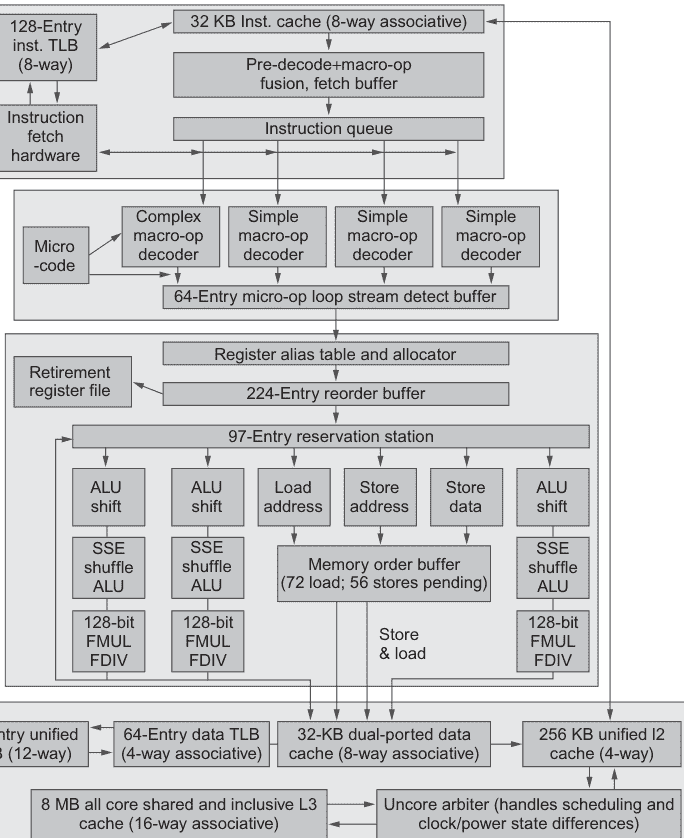 128-Entry
inst. TLB
(8-way)
32 KB Inst. cache (8-way associative)
Pre-decode+macro-op
fusion, fetch buffer
Instruction
fetch
hardware
Instruction queue
Micro
-code
Complex
macro-op
decoder
Simple
macro-op
decoder
Simple
macro-op
decoder
Simple
macro-op
decoder
64-Entry micro-op loop stream detect buffer
Register alias table and allocator
Retirement
register file
224-Entry reorder buffer
97-Entry reservation station
ALU
shift
ALU
shift
Load
address
Store
address
Store
data
ALU
shift
SSE
shuffle
ALU
SSE
shuffle
ALU
Memory order buffer
(72 load; 56 stores pending)
SSE
shuffle
ALU
128-bit
FMUL
FDIV
128-bit
FMUL
FDIV
Store
& load
128-bit
FMUL
FDIV
unified
(12-way)
64-Entry data TLB
(4-way associative)
32-KB dual-ported data
cache (8-way associative)
256 KB unified l2
cache (4-way)
8 MB all core shared and inclusive L3
cache (16-way associative)
Uncore arbiter (handles scheduling and
clock/power state differences)